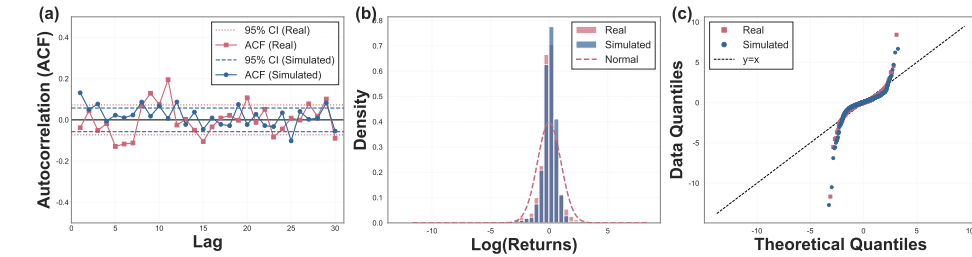 (a)
Autocorrelation (ACF)
0.4
0.2
0.0
-0.2
-0.4
0
5
10
15
20
25
30
Lag
95% CI (Real)
ACF (Real)
95% CI (Simulated)
ACF (Simulated)
(b)
Density
0.8
0.7
0.6
0.5
0.4
0.3
0.2
0.1
0.0
-10
-5
0
5
Log(Returns)
Real
Simulated
Normal
(c)
Data Quantiles
10
5
0
-5
-10
-10
-5
0
5
10
Theoretical Quantiles
Real
Simulated
y=x